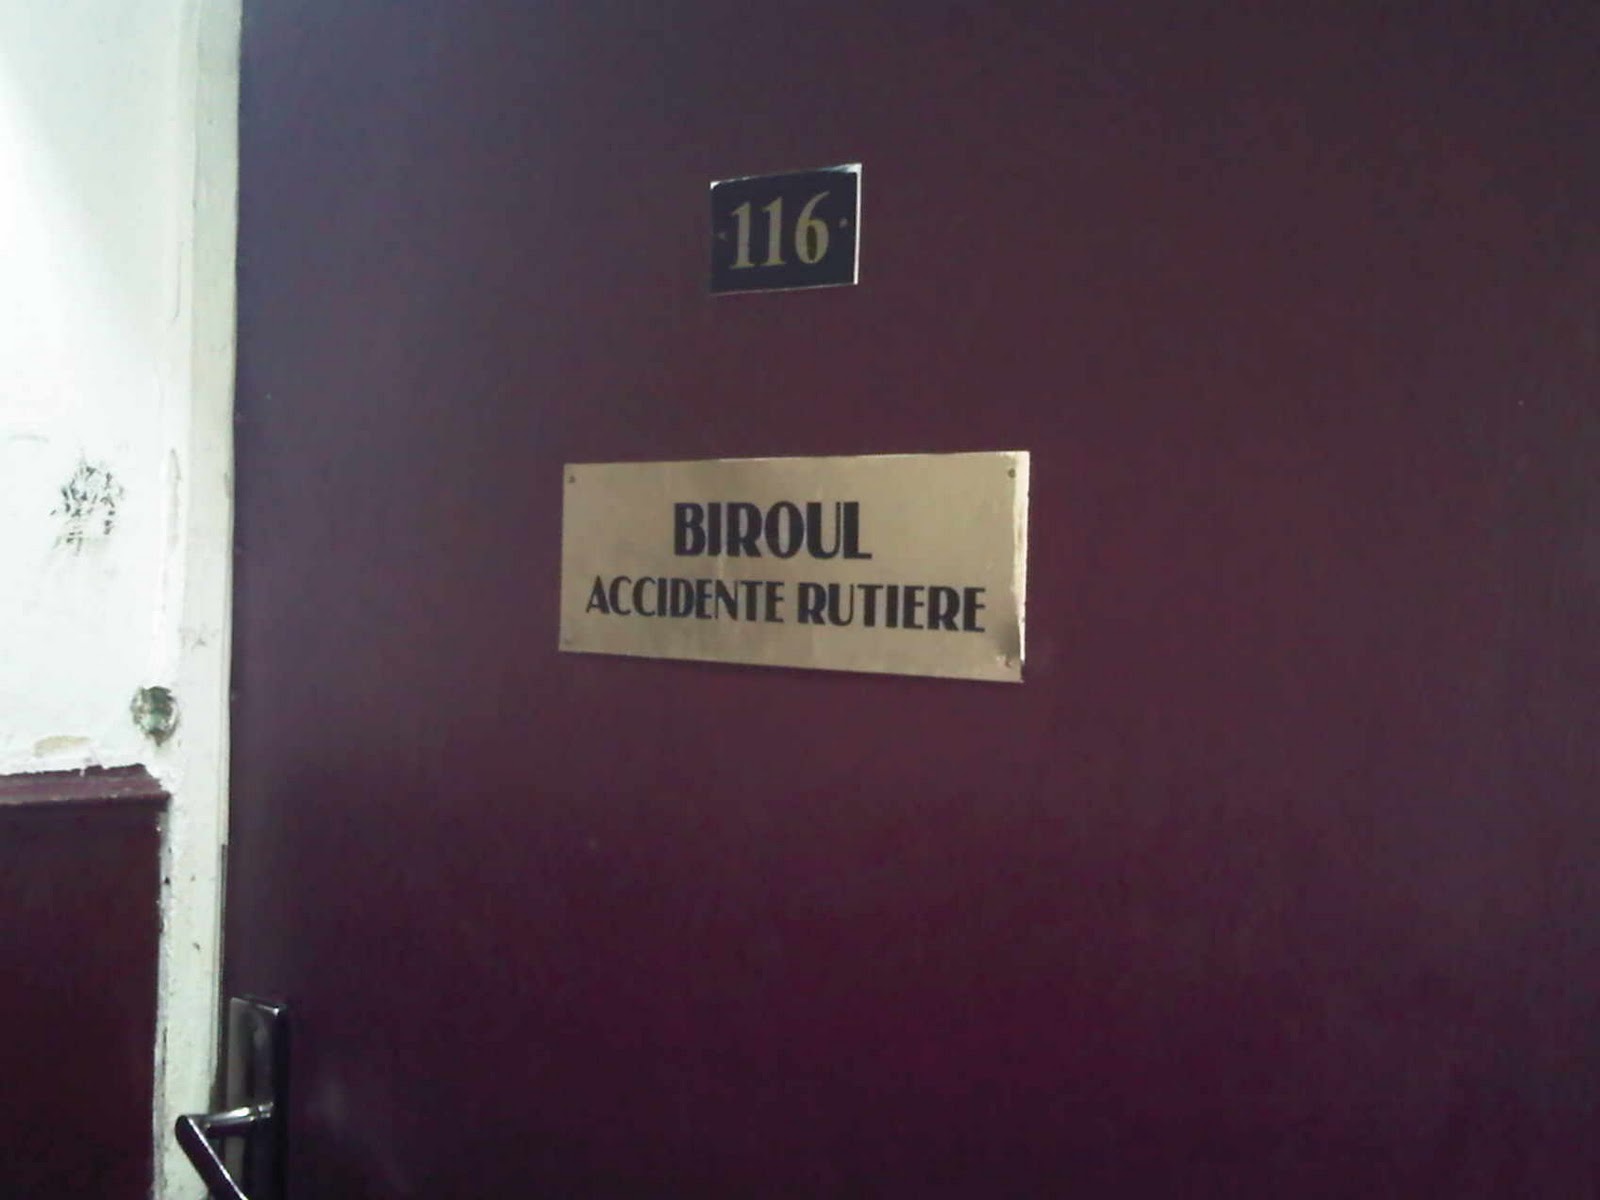 116
BIROUL
ACCIDENTE RUTIERE